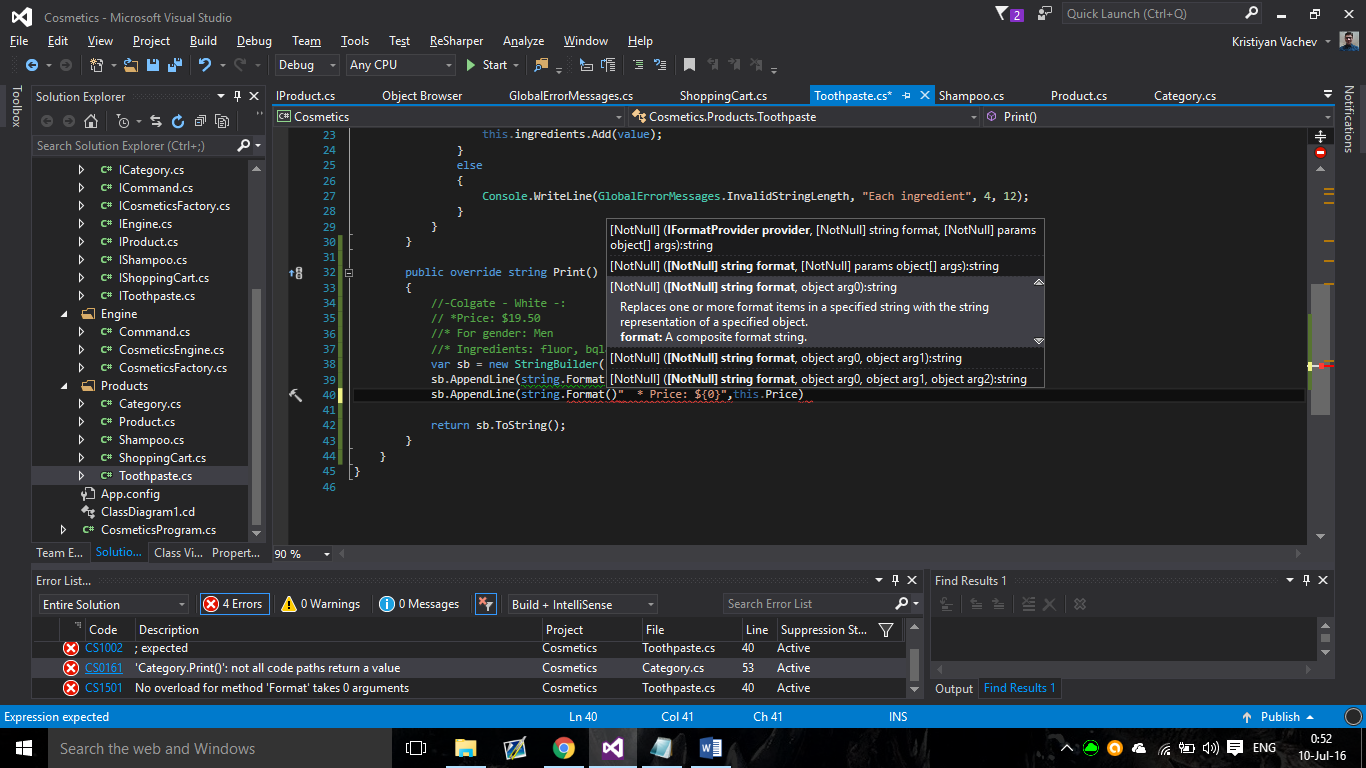 Cosmetics - Microsoft Visual Studio
2
Quick Launch (Ctrl+Q)
File Edit View Project Build Debug Team Tools Test ReSharper Analyze Window Help
Kristiyan Vachev
Debug Any CPU Start
Toolbox
Solution Explorer
Search Solution Explorer (Ctrl+;)
ICategory.cs
ICommand.cs
ICosmeticsFactory.cs
IEngine.cs
IProduct.cs
IShampoo.cs
IShoppingCart.cs
IToothpaste.cs
Engine
Command.cs
CosmeticsEngine.cs
CosmeticsFactory.cs
Products
Category.cs
Product.cs
Shampoo.cs
ShoppingCart.cs
Toothpaste.cs
App.config
ClassDiagram1.cd
CosmeticsProgram.cs
Team E... Solutio... Class Vi... Propert...
IProduct.cs Object Browser GlobalErrorMessages.cs ShoppingCart.cs Toothpaste.cs* Shampoo.cs Product.cs Category.cs
Cosmetics Cosmetics.Products.Toothpaste Print()
23 this.ingredients.Add(value);
24 }
25 else
26 {
27 Console.WriteLine(GlobalErrorMessages.InvalidStringLength, "Each ingredient", 4, 12);
28 }
29 }
30 }
31
32 public override string Print()
33 {
34 //-Colgate - White -:
35 // *Price: $19.50
36 //* For gender: Men
37 //* Ingredients: fluor, bql
38 var sb = new StringBuilder(
39 sb.AppendLine(string.Format
40 sb.AppendLine(string.Format()" * Price: ${0}",this.Price)
41
42 return sb.ToString();
43 }
44 }
45 }
46
[NotNull] (IFormatProvider provider, [NotNull] string format, [NotNull] params
object[] args):string
[NotNull] ([NotNull] string format, [NotNull] params object[] args):string
[NotNull] ([NotNull] string format, object arg0):string
Replaces one or more format items in a specified string with the string
representation of a specified object.
format: A composite format string.
[NotNull] ([NotNull] string format, object arg0, object arg1):string
[NotNull] ([NotNull] string format, object arg0, object arg1, object arg2):string
90 %
Notifications
Error List...
Entire Solution 4 Errors 0 Warnings 0 Messages Build + IntelliSense Search Error List
Code Description Project File Line Suppression St...
CS1002 ; expected Cosmetics Toothpaste.cs 40 Active
CS0161 'Category.Print()': not all code paths return a value Cosmetics Category.cs 53 Active
CS1501 No overload for method 'Format' takes 0 arguments Cosmetics Toothpaste.cs 40 Active
Find Results 1
Output Find Results 1
Expression expected Ln 40 Col 41 Ch 41 INS Publish
Search the web and Windows
ENG
0:52
10-Jul-16